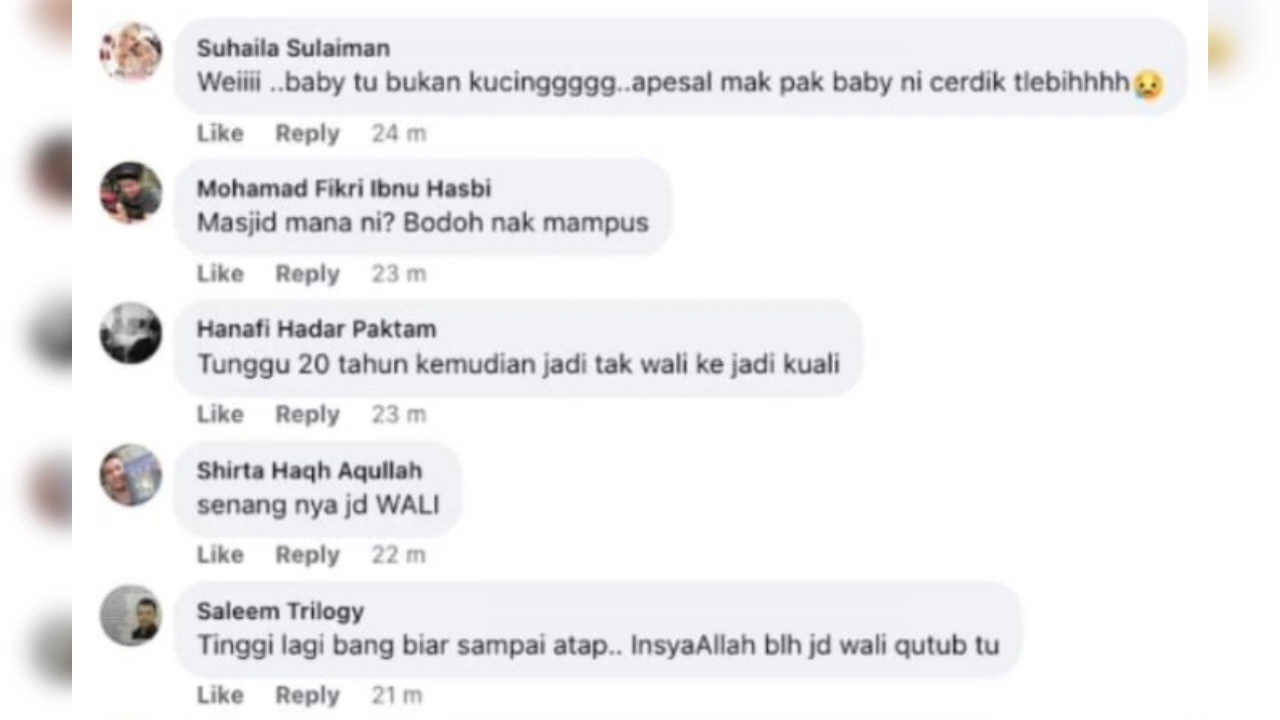 Suhaila Sulaiman
Weiiii ..baby tu bukan kucinggggg..apesal mak pak baby ni cerdik tlebihhhh😥
Like Reply 24 m
Mohamad Fikri Ibnu Hasbi
Masjid mana ni? Bodoh nak mampus
Like Reply 23 m
Hanafi Hadar Paktam
Tunggu 20 tahun kemudian jadi tak wali ke jadi kuali
Like Reply 23 m
Shirta Haqh Aqullah
senang nya jd WALI
Like Reply 22 m
Saleem Trilogy
Tinggi lagi bang biar sampai atap.. InsyaAllah blh jd wali qutub tu
Like Reply 21 m